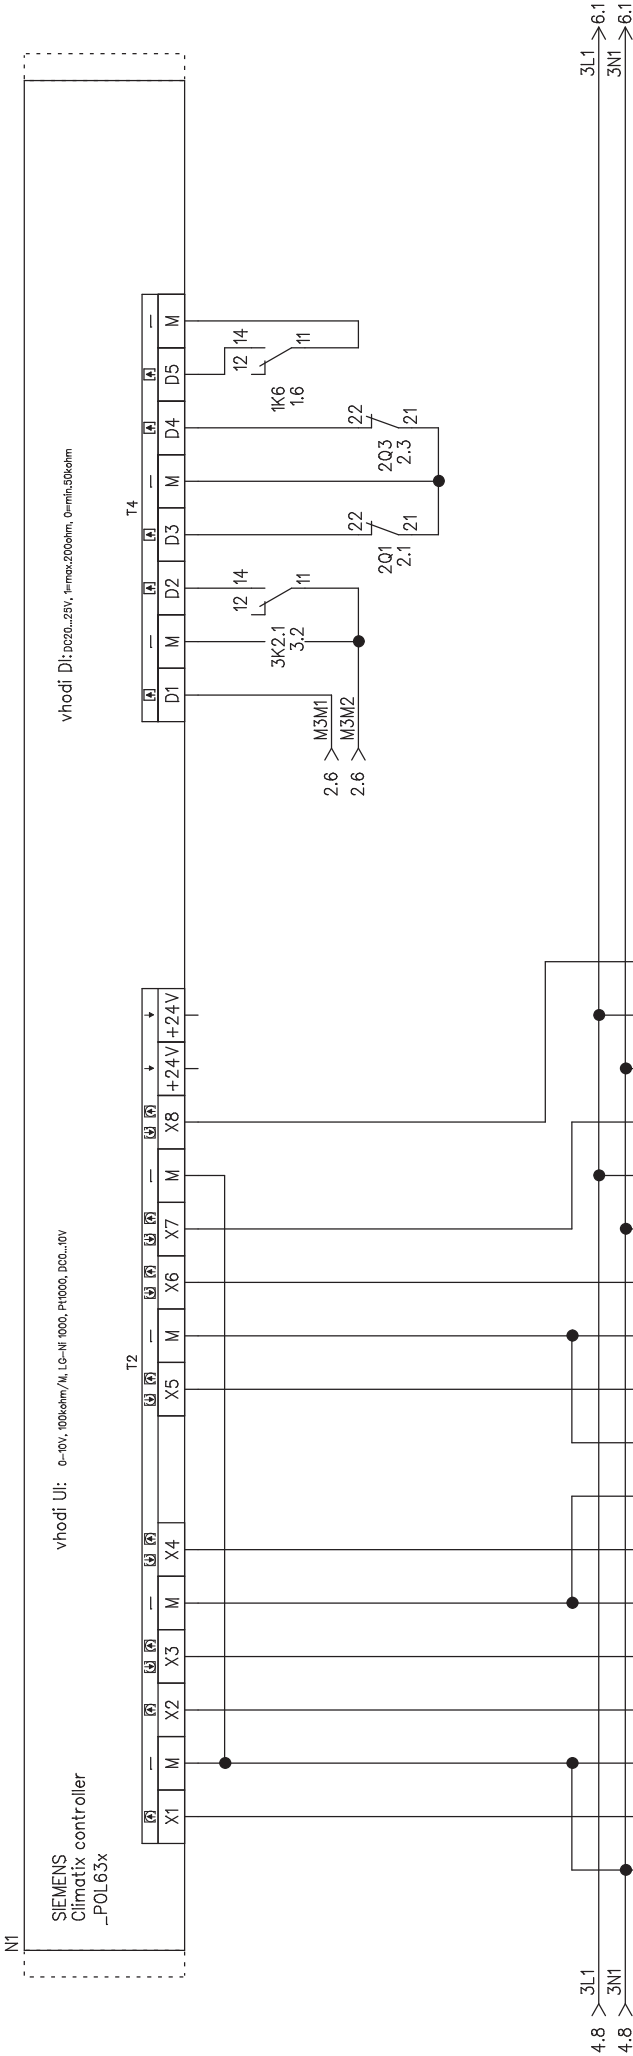 N1
SIEMENS
Climatix controller
_POL63x
vhodi UI: 0-10V, 100kohm/M, LG-Ni 1000, Pt1000, DC0...10V
T2
X1
M
X2
X3
M
X4
X5
M
X6
X7
M
X8
+24V
+24V
vhodi DI: DC20...25V, 1=max.200ohm, 0=min.50kohm
T4
D1
M
D2
D3
M
D4
D5
M
12 14
11
3K2.1
3.2
2.6 M3M1
2.6 M3M2
22
21
2Q1
2.1
22
21
2Q3
2.3
12 14
11
1K6
1.6
4.8 3L1
3L1 6.1
4.8 3N1
3N1 6.1